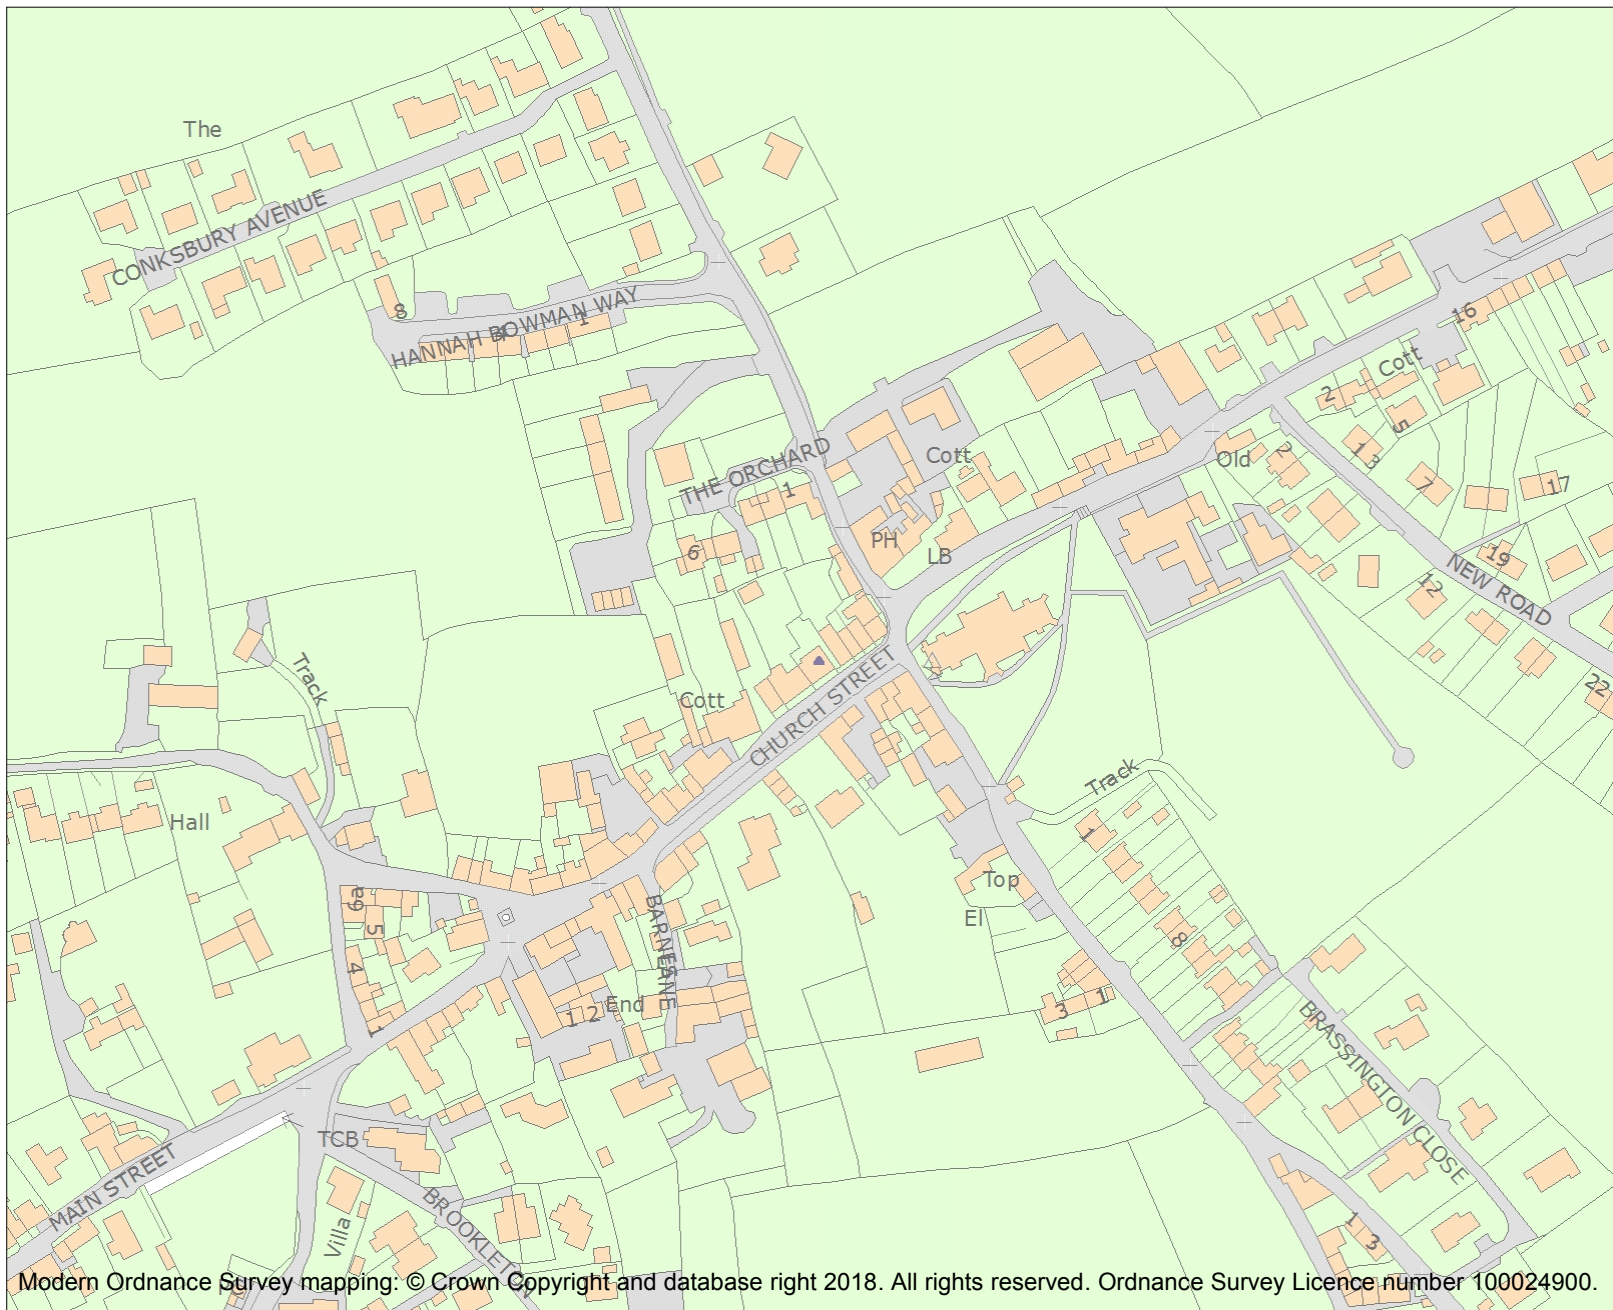 The
CONKSBURY AVENUE
8
HANNAH BOWMAN WAY
1
16
Cott
2
5
THE ORCHARD
1
Cott
Old
2
13
7
17
6
PH
LB
19
NEW ROAD
12
22
Track
Cott
CHURCH STREET
Track
Hall
1
6a
5
Top
El
8
BARNES LANE
4
1
1 2
End
3
1
BRASSINGTON CLOSE
TCB
MAIN STREET
Villa
BROOKLETON
1
3
Modern Ordnance Survey mapping: © Crown Copyright and database right 2018. All rights reserved. Ordnance Survey Licence number 100024900.